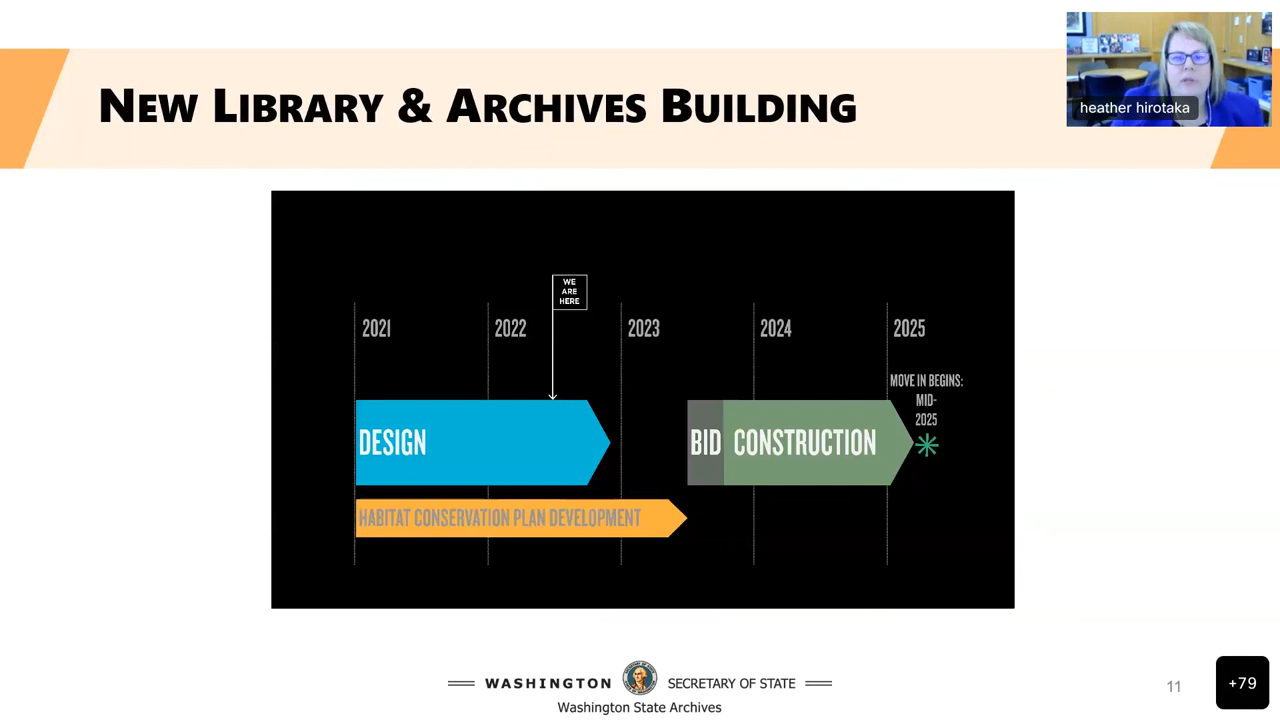 NEW LIBRARY & ARCHIVES BUILDING
heather hirotaka
WE
ARE
HERE
2021
2022
2023
2024
2025
MOVE IN BEGINS:
MID-
2025
DESIGN
BID
CONSTRUCTION
HABITAT CONSERVATION PLAN DEVELOPMENT
WASHINGTON
SECRETARY OF STATE
Washington State Archives
11
+79